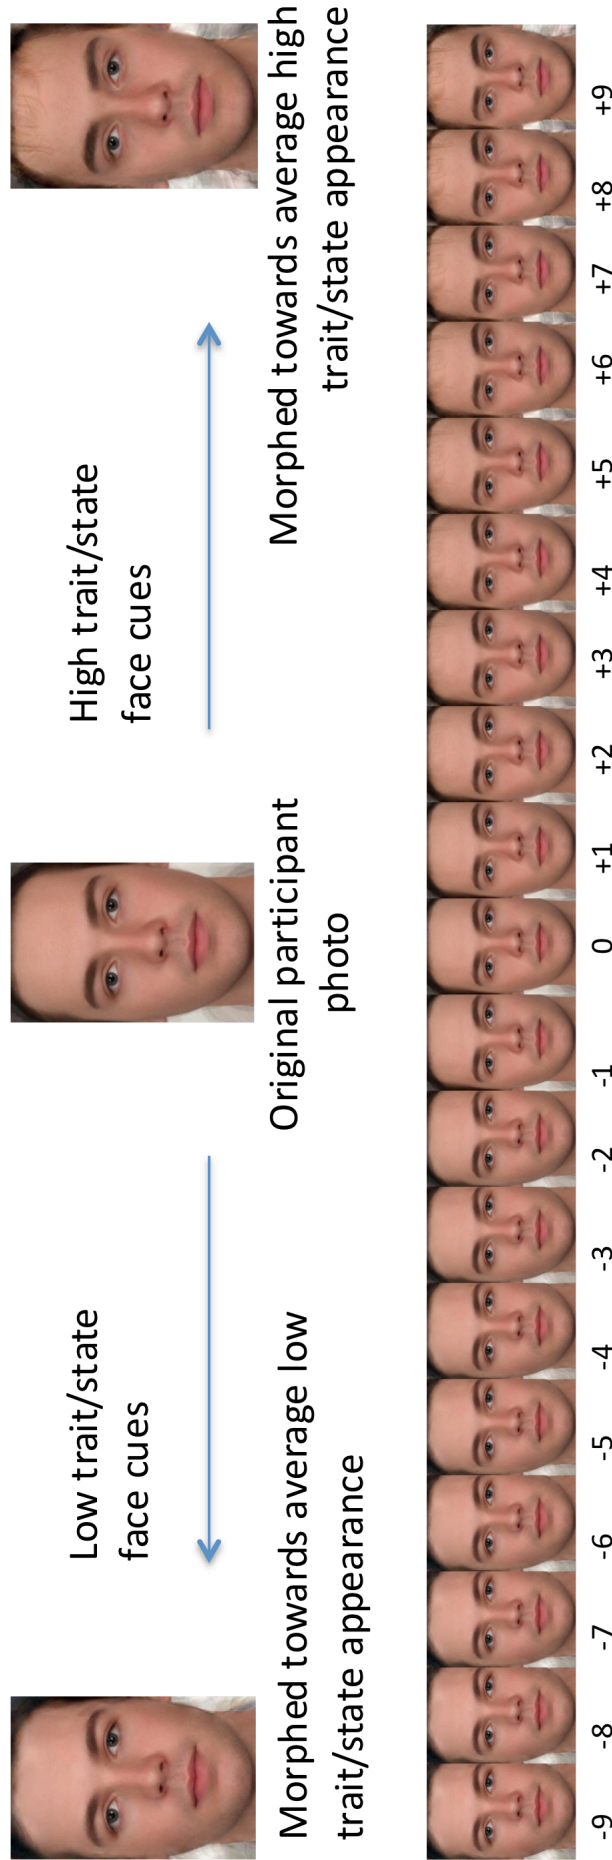 Low trait/state
face cues
High trait/state
face cues
Morphed towards average low
trait/state appearance
Original participant
photo
Morphed towards average high
trait/state appearance
-9 -8 -7 -6 -5 -4 -3 -2 -1 0 +1 +2 +3 +4 +5 +6 +7 +8 +9